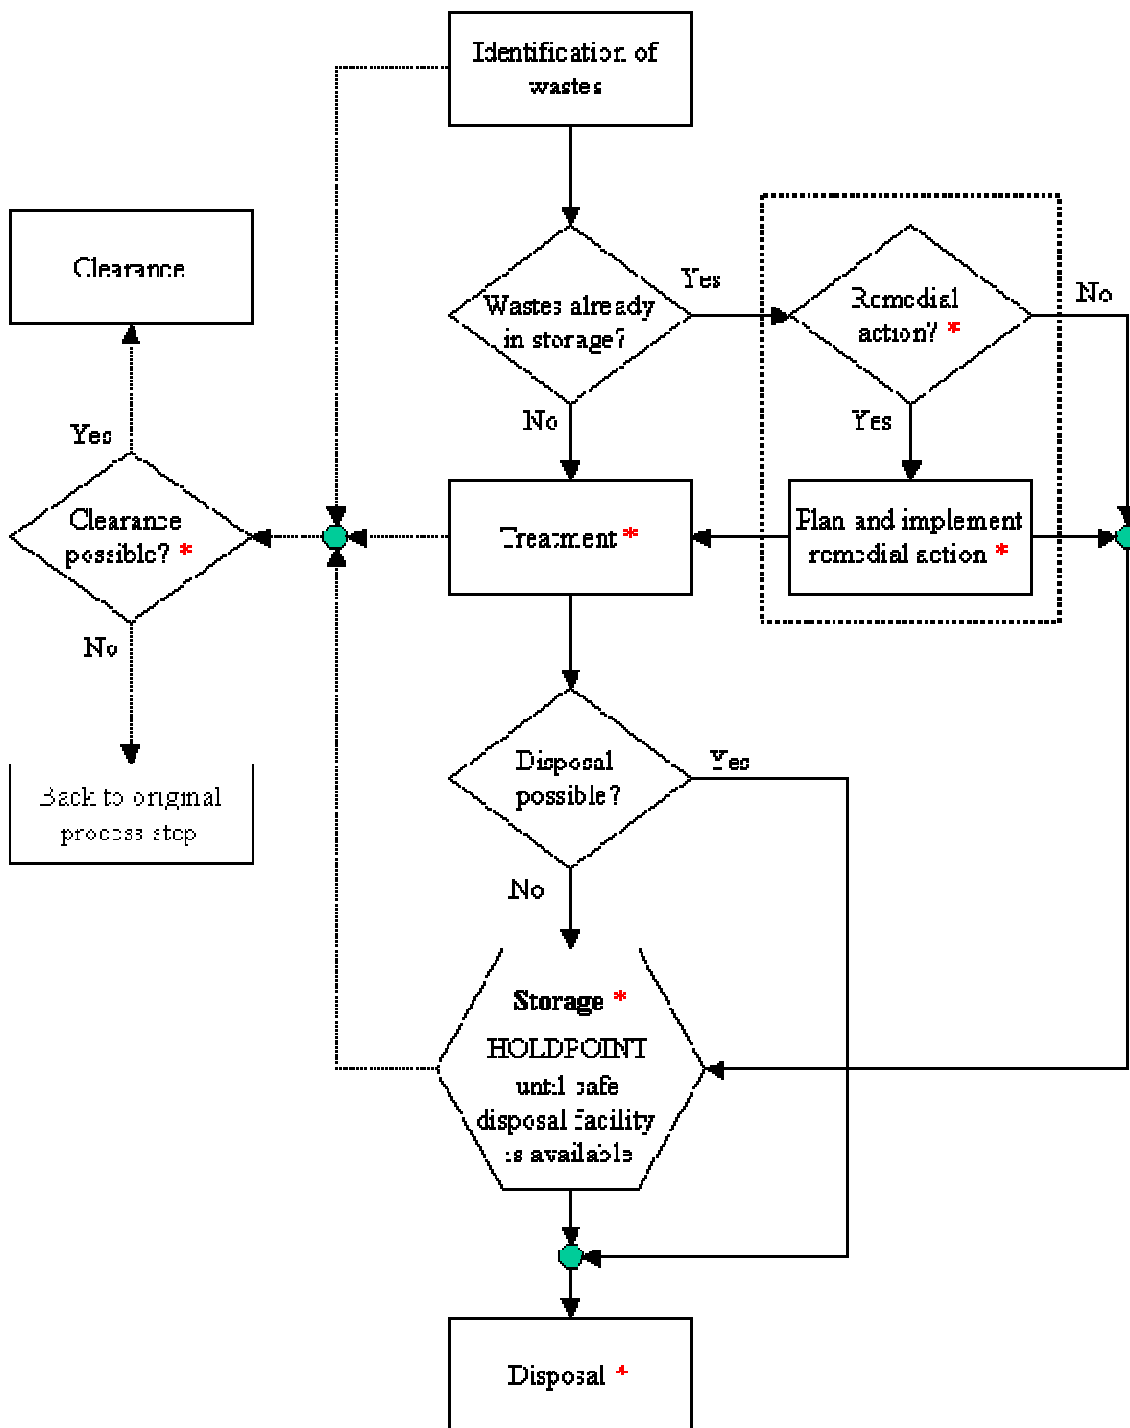 Identification of
wastes
Clearance
Wastes already
in storage?
Yes
Remedial
action? *
No
Yes
No
Yes
Clearance
possible? *
No
Treatment *
Plan and implement
remedial action *
Back to original
process step
Disposal
possible?
Yes
No
Storage *
HOLDPOINT
until safe
disposal facility
is available
Disposal *